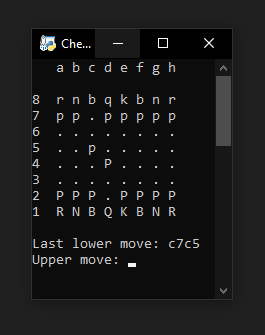 Che...
a b c d e f g h
8 r n b q k b n r
7 p p . p p p p p
6 . . . . . . . .
5 . . p . . . . .
4 . . . P . . . .
3 . . . . . . . .
2 P P P . P P P P
1 R N B Q K B N R
Last lower move: c7c5
Upper move: